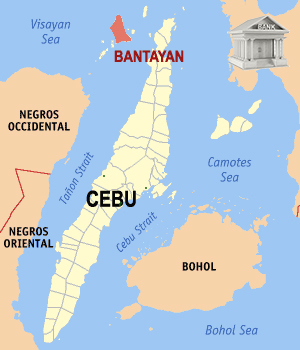 Visayan
Sea
BANK
BANTAYAN
NEGROS
OCCIDENTAL
Tañon Strait
Camotes
Sea
CEBU
Cebu Strait
NEGROS
ORIENTAL
BOHOL
Bohol Sea